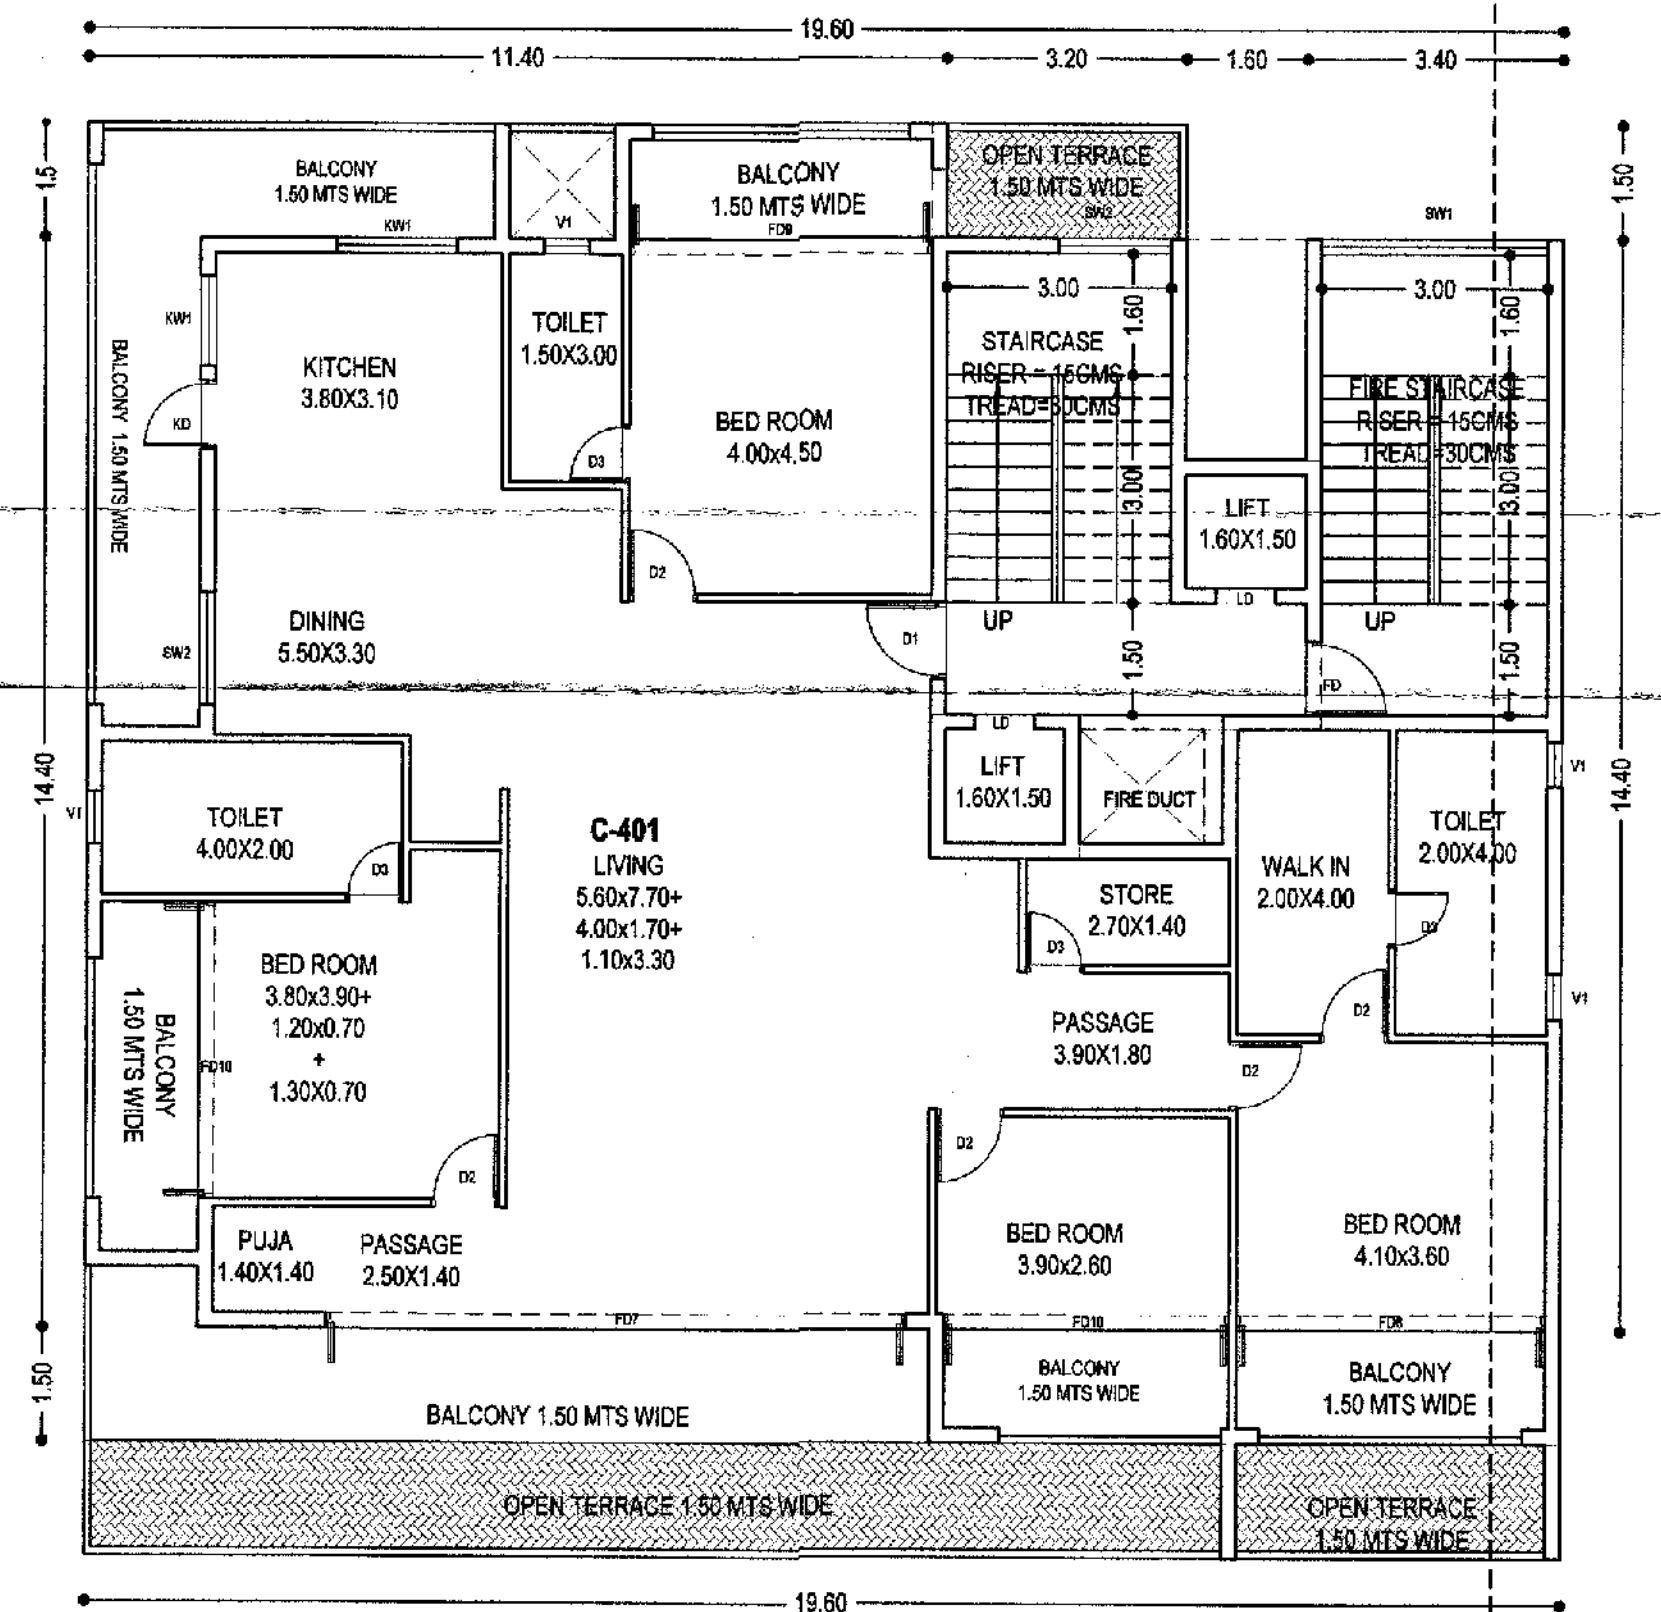 19.60
11.40
3.20
1.60
3.40
1.5
BALCONY
1.50 MTS WIDE
KW1
V1
BALCONY
1.50 MTS WIDE
FD9
OPEN TERRACE
1.50 MTS WIDE
SW2
SW1
1.50
KW1
KITCHEN
3.80X3.10
KD
BALCONY 1.50 MTS WIDE
TOILET
1.50X3.00
D3
BED ROOM
4.00x4.50
D2
3.00
1.60
STAIRCASE
RISER = 15CMS
TREAD=30CMS
3.00
UP
1.50
LIFT
1.60X1.50
LD
3.00
1.60
FIRE STAIRCASE
RISER = 15CMS
TREAD=30CMS
3.00
UP
1.50
FD
DINING
5.50X3.30
SW2
D1
14.40
V1
TOILET
4.00X2.00
D3
C-401
LIVING
5.60x7.70+
4.00x1.70+
1.10x3.30
LD
LIFT
1.60X1.50
FIRE DUCT
WALK IN
2.00X4.00
TOILET
2.00X4.00
D3
V1
V1
14.40
STORE
2.70X1.40
D3
D2
BED ROOM
3.80x3.90+
1.20x0.70
+
1.30X0.70
BALCONY
1.50 MTS WIDE
FD10
D2
PASSAGE
3.90X1.80
D2
D2
PUJA
1.40X1.40
PASSAGE
2.50X1.40
BED ROOM
3.90x2.60
BED ROOM
4.10x3.60
FD7
FD10
FD8
1.50
BALCONY 1.50 MTS WIDE
BALCONY
1.50 MTS WIDE
BALCONY
1.50 MTS WIDE
OPEN TERRACE 1.50 MTS WIDE
OPEN TERRACE
1.50 MTS WIDE
19.60